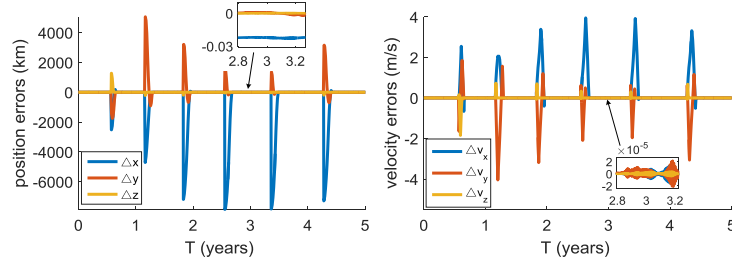 position errors (km)
4000
2000
0
-2000
-4000
-6000
0
-0.03
2.8 3 3.2
△x
△y
△z
0 1 2 3 4 5
T (years)
velocity errors (m/s)
4
2
0
-2
-4
△v_x
△v_y
△v_z
× 10^-5
2
0
-2
2.8 3 3.2
0 1 2 3 4 5
T (years)